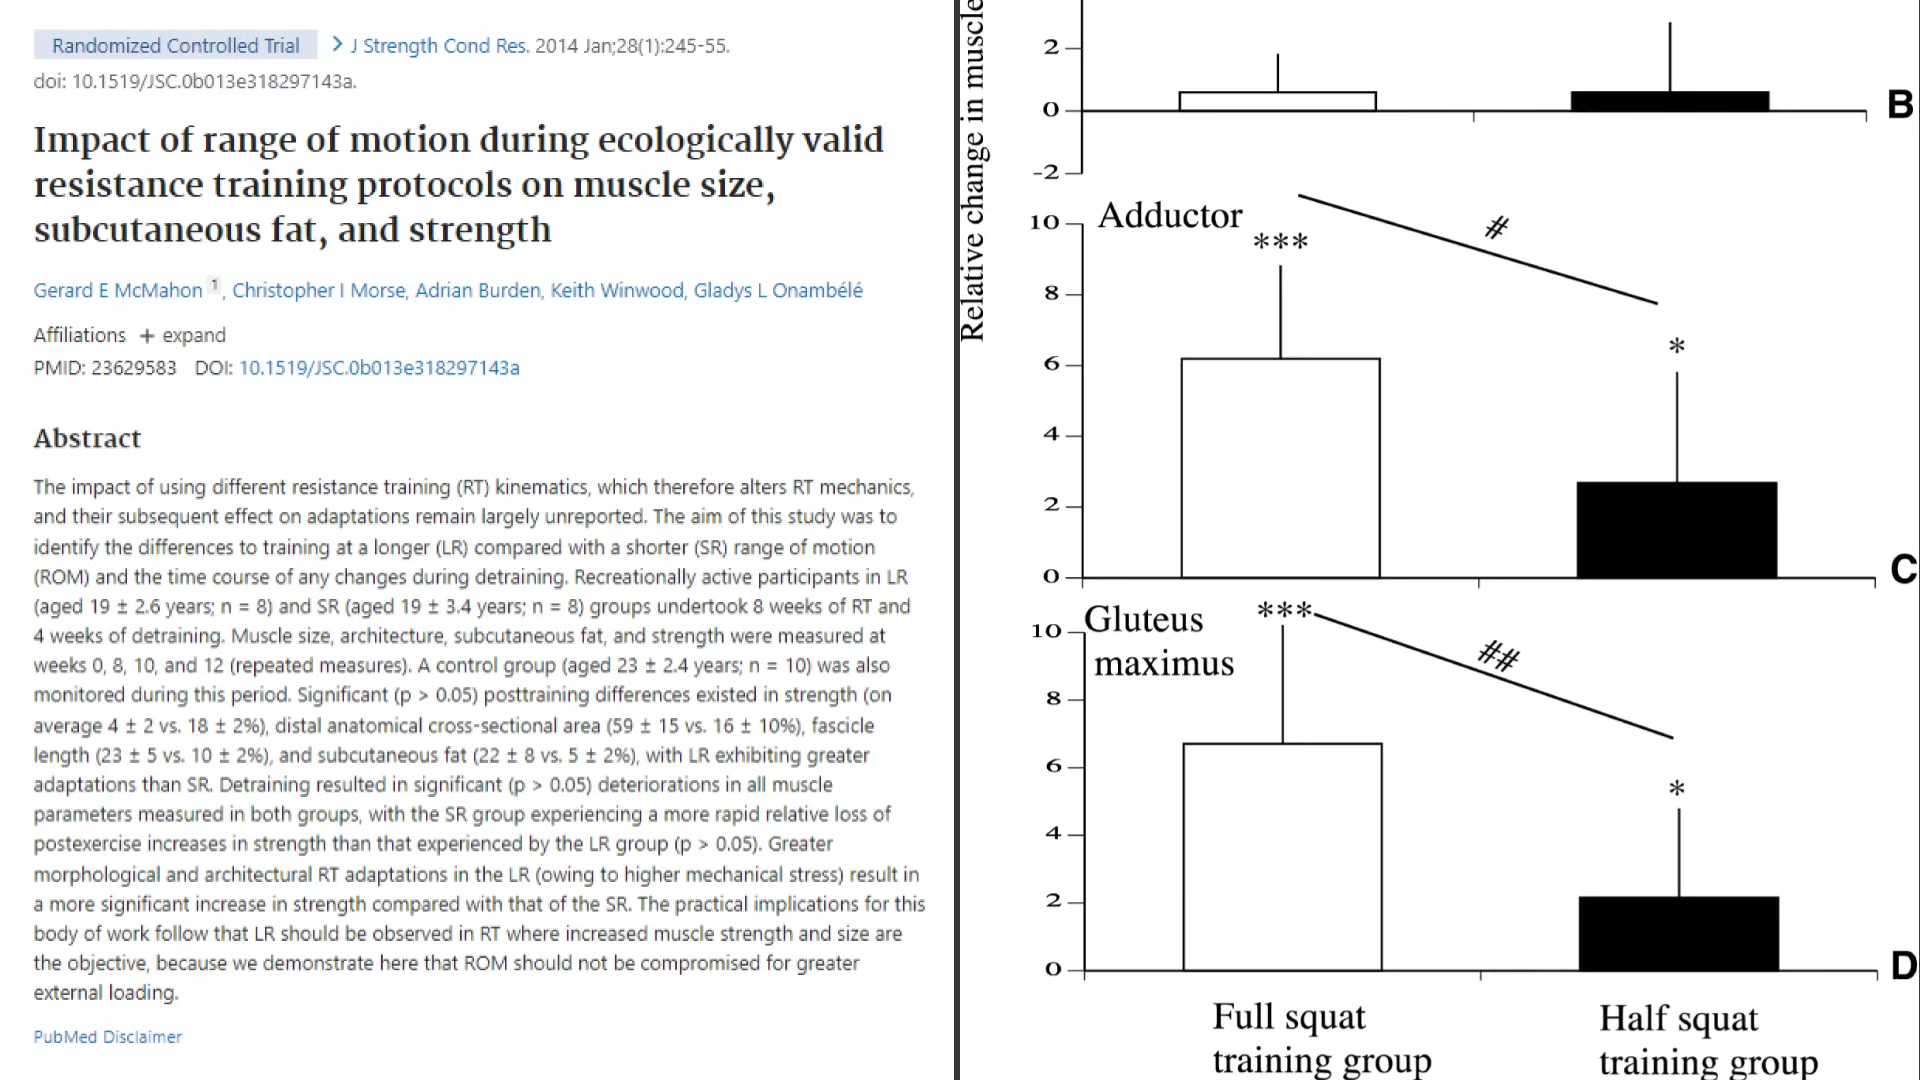 Randomized Controlled Trial > J Strength Cond Res. 2014 Jan;28(1):245-55.
doi: 10.1519/JSC.0b013e318297143a.
Impact of range of motion during ecologically valid
resistance training protocols on muscle size,
subcutaneous fat, and strength
Gerard E McMahon 1, Christopher I Morse, Adrian Burden, Keith Winwood, Gladys L Onambélé
Affiliations + expand
PMID: 23629583 DOI: 10.1519/JSC.0b013e318297143a
Abstract
The impact of using different resistance training (RT) kinematics, which therefore alters RT mechanics,
and their subsequent effect on adaptations remain largely unreported. The aim of this study was to
identify the differences to training at a longer (LR) compared with a shorter (SR) range of motion
(ROM) and the time course of any changes during detraining. Recreationally active participants in LR
(aged 19 ± 2.6 years; n = 8) and SR (aged 19 ± 3.4 years; n = 8) groups undertook 8 weeks of RT and
4 weeks of detraining. Muscle size, architecture, subcutaneous fat, and strength were measured at
weeks 0, 8, 10, and 12 (repeated measures). A control group (aged 23 ± 2.4 years; n = 10) was also
monitored during this period. Significant (p > 0.05) posttraining differences existed in strength (on
average 4 ± 2 vs. 18 ± 2%), distal anatomical cross-sectional area (59 ± 15 vs. 16 ± 10%), fascicle
length (23 ± 5 vs. 10 ± 2%), and subcutaneous fat (22 ± 8 vs. 5 ± 2%), with LR exhibiting greater
adaptations than SR. Detraining resulted in significant (p > 0.05) deteriorations in all muscle
parameters measured in both groups, with the SR group experiencing a more rapid relative loss of
postexercise increases in strength than that experienced by the LR group (p > 0.05). Greater
morphological and architectural RT adaptations in the LR (owing to higher mechanical stress) result in
a more significant increase in strength compared with that of the SR. The practical implications for this
body of work follow that LR should be observed in RT where increased muscle strength and size are
the objective, because we demonstrate here that ROM should not be compromised for greater
external loading.
PubMed Disclaimer
Relative change in muscle
2
0
-2
B
Adductor
10
8
6
4
2
0
***
#
*
C
Gluteus
maximus
10
8
6
4
2
0
***
##
*
D
Full squat
training group
Half squat
training group